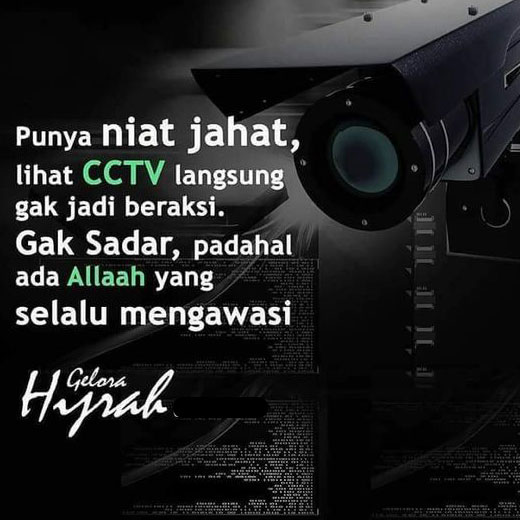 Punya niat jahat,
lihat CCTV langsung
gak jadi beraksi.
Gak Sadar, padahal
ada Allaah yang
selalu mengawasi
Gelora
Hijrah